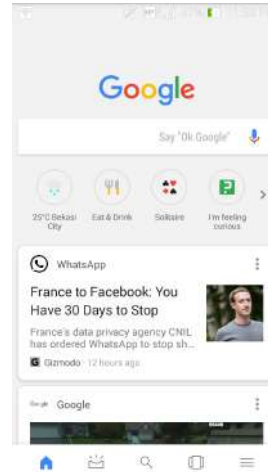 Google
Say "Ok Google"
25°C Bekasi City
Eat & Drink
Solitaire
I'm feeling curious
WhatsApp
France to Facebook: You
Have 30 Days to Stop
France's data privacy agency CNIL
has ordered WhatsApp to stop sh...
Gizmodo · 12 hours ago
Google
Google